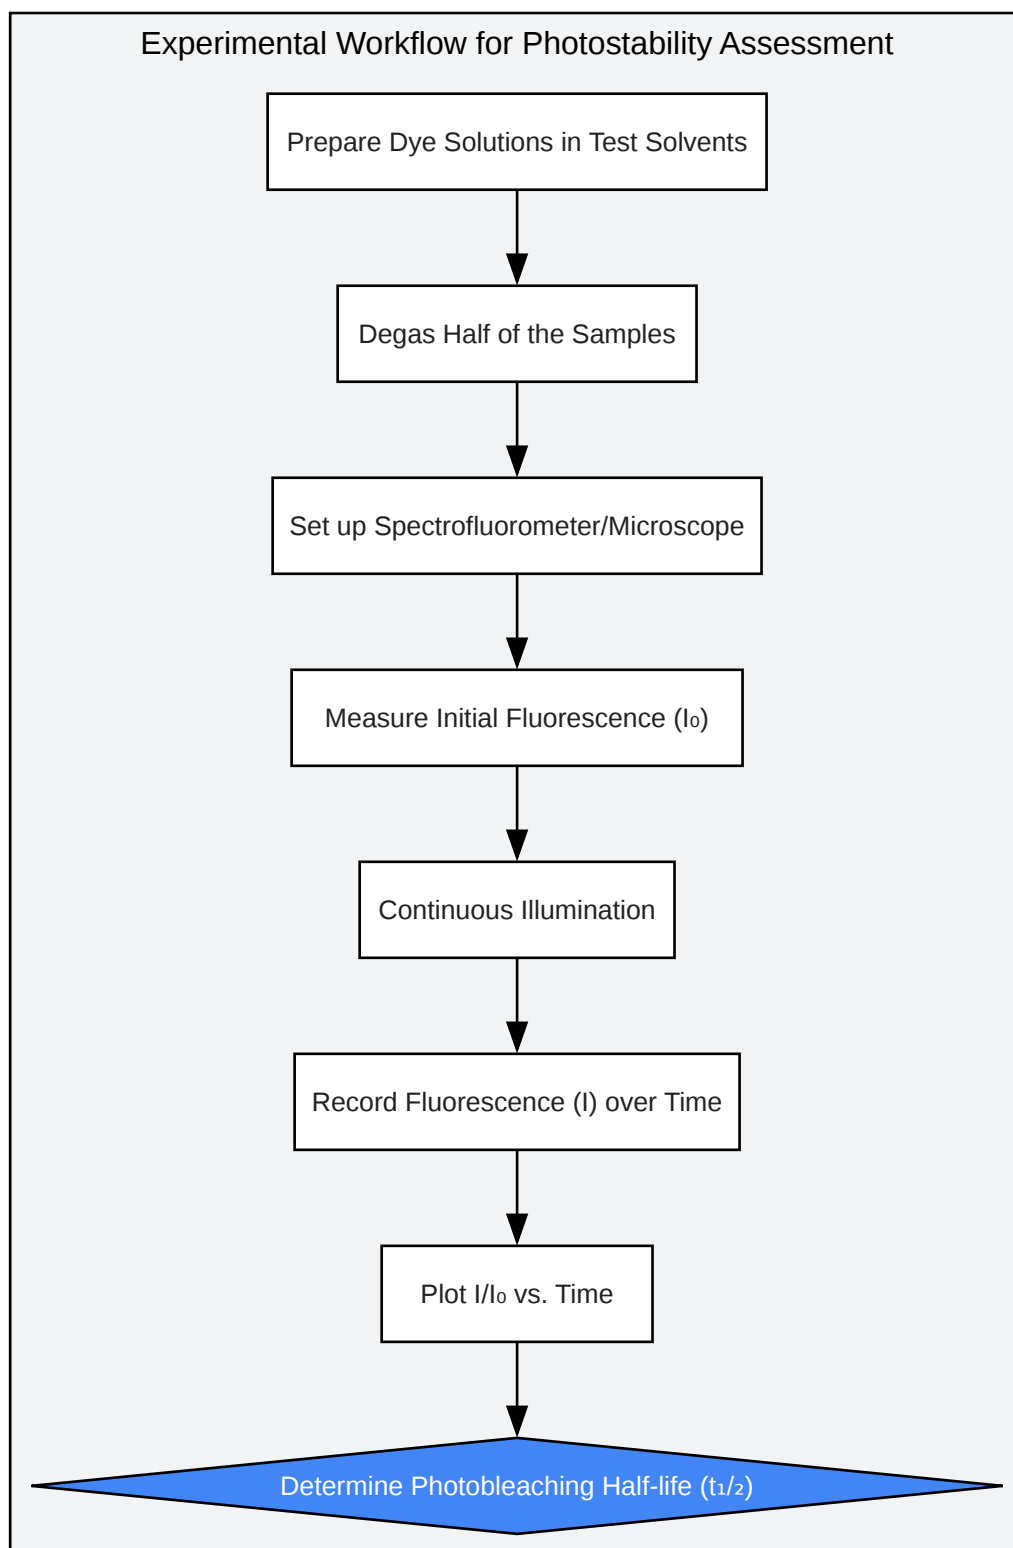 Experimental Workflow for Photostability Assessment
Prepare Dye Solutions in Test Solvents
Degas Half of the Samples
Set up Spectrofluorometer/Microscope
Measure Initial Fluorescence (I₀)
Continuous Illumination
Record Fluorescence (I) over Time
Plot I/I₀ vs. Time
Determine Photobleaching Half-life (t₁/₂)